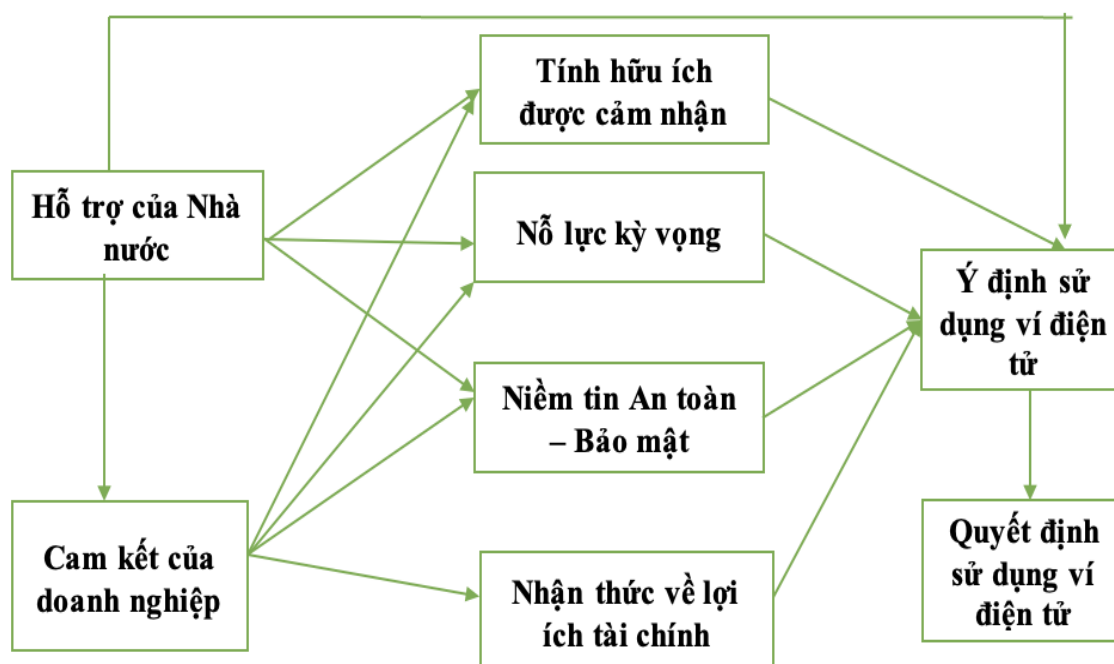 Tính hữu ích
được cảm nhận
Hỗ trợ của Nhà
nước
Nỗ lực kỳ vọng
Ý định sử
dụng ví điện
tử
Niềm tin An toàn
– Bảo mật
Cam kết của
doanh nghiệp
Nhận thức về lợi
ích tài chính
Quyết định
sử dụng ví
điện tử